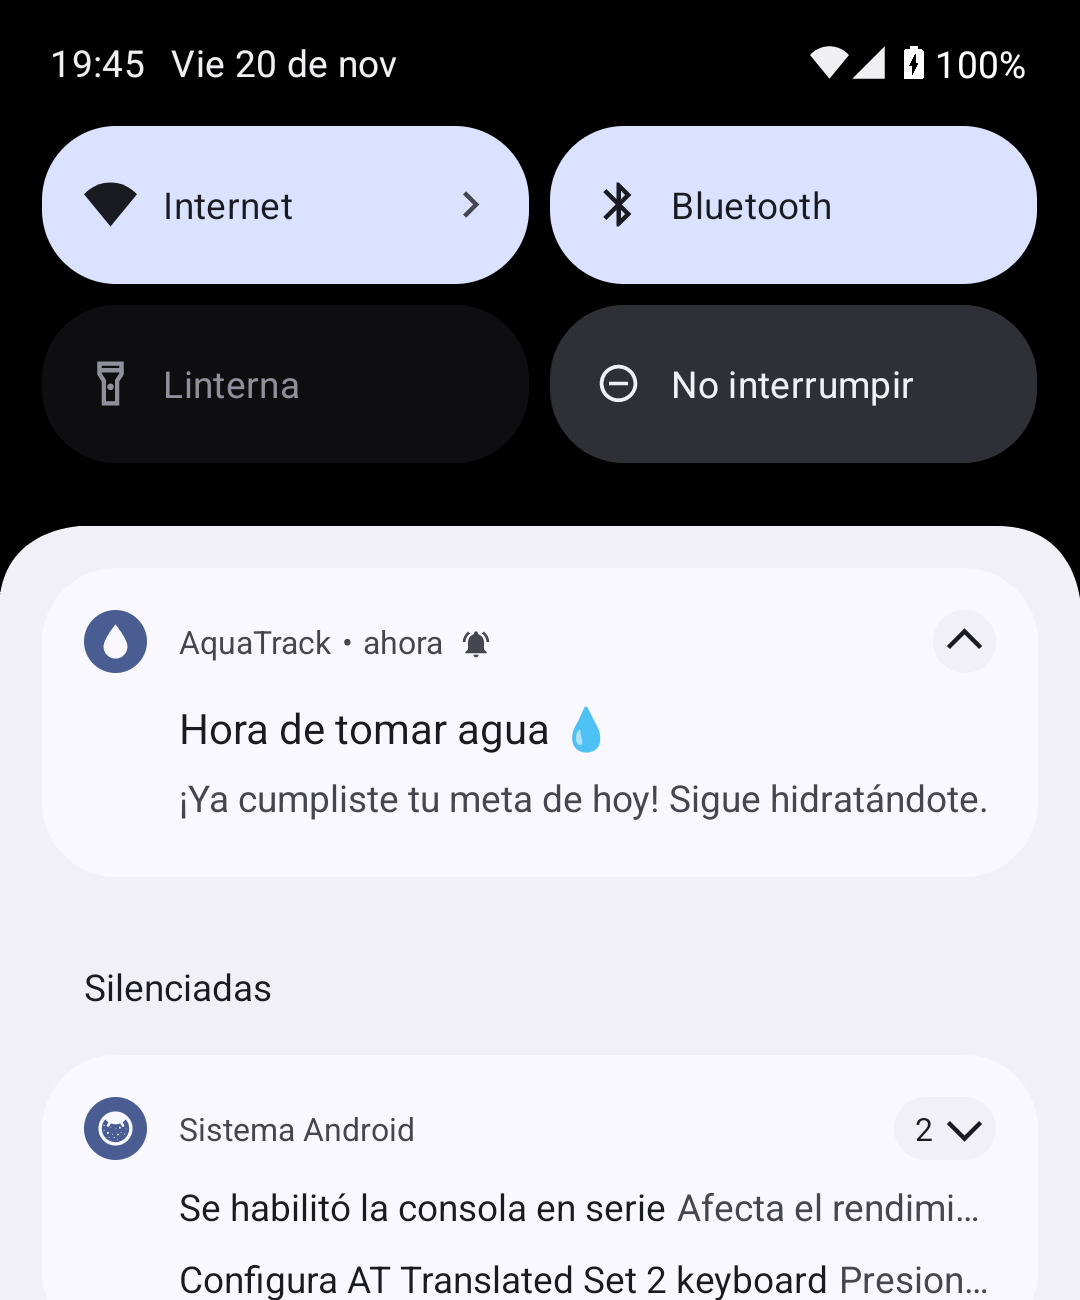 19:45 Vie 20 de nov 100%
Internet Bluetooth
Linterna No interrumpir
AquaTrack • ahora
Hora de tomar agua 💧
¡Ya cumpliste tu meta de hoy! Sigue hidratándote.
Silenciadas
Sistema Android 2
Se habilitó la consola en serie Afecta el rendimi…
Configura AT Translated Set 2 keyboard Presion…